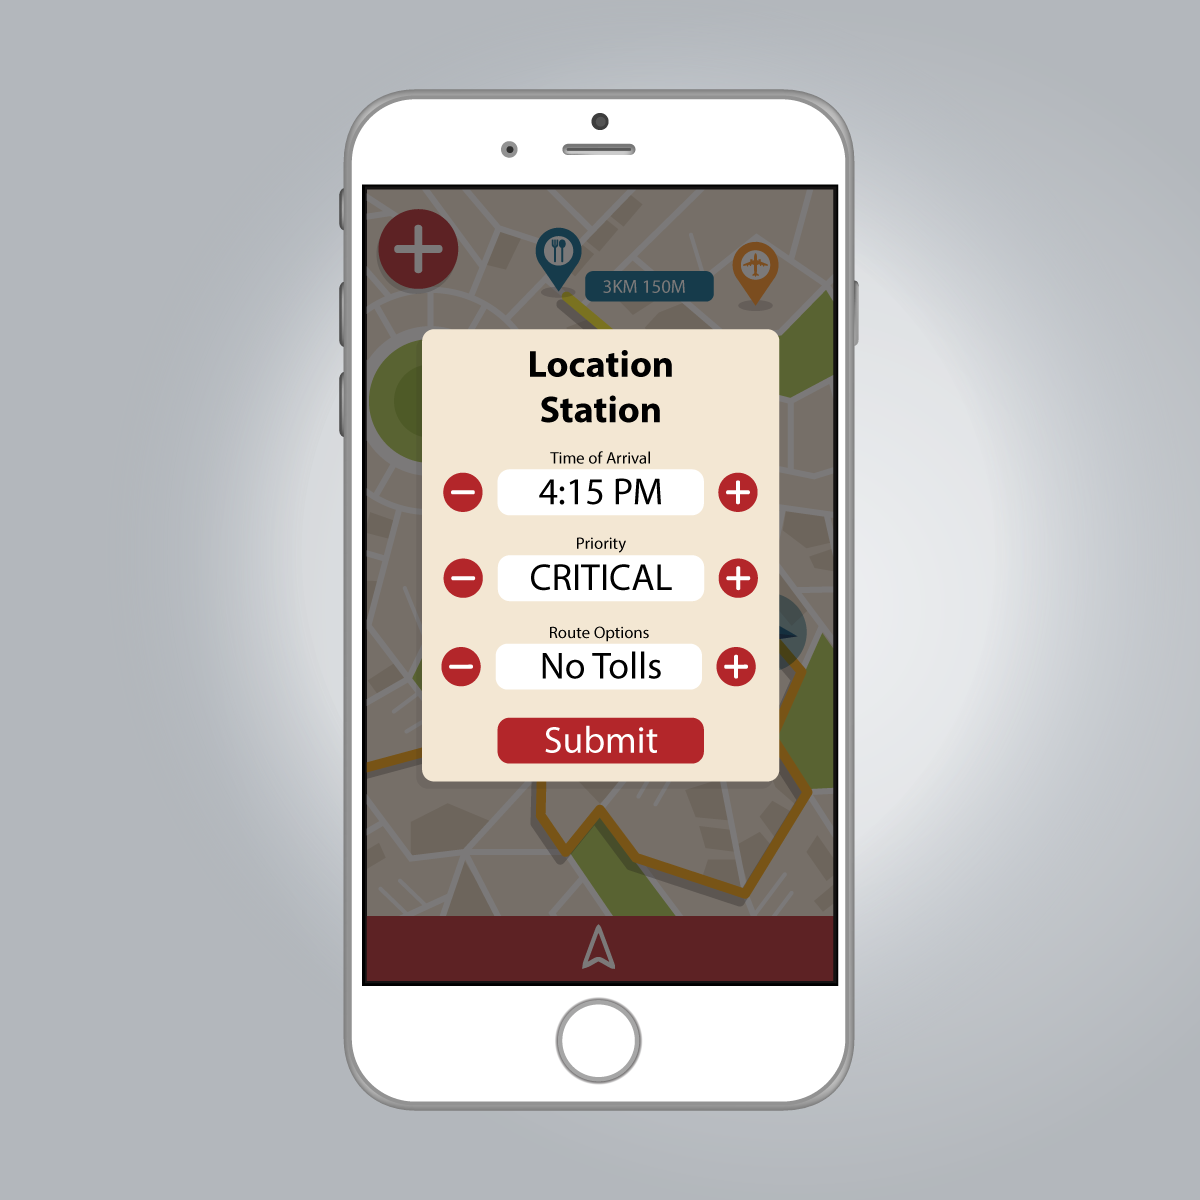 3KM 150M
Location
Station
Time of Arrival
4:15 PM
Priority
CRITICAL
Route Options
No Tolls
Submit